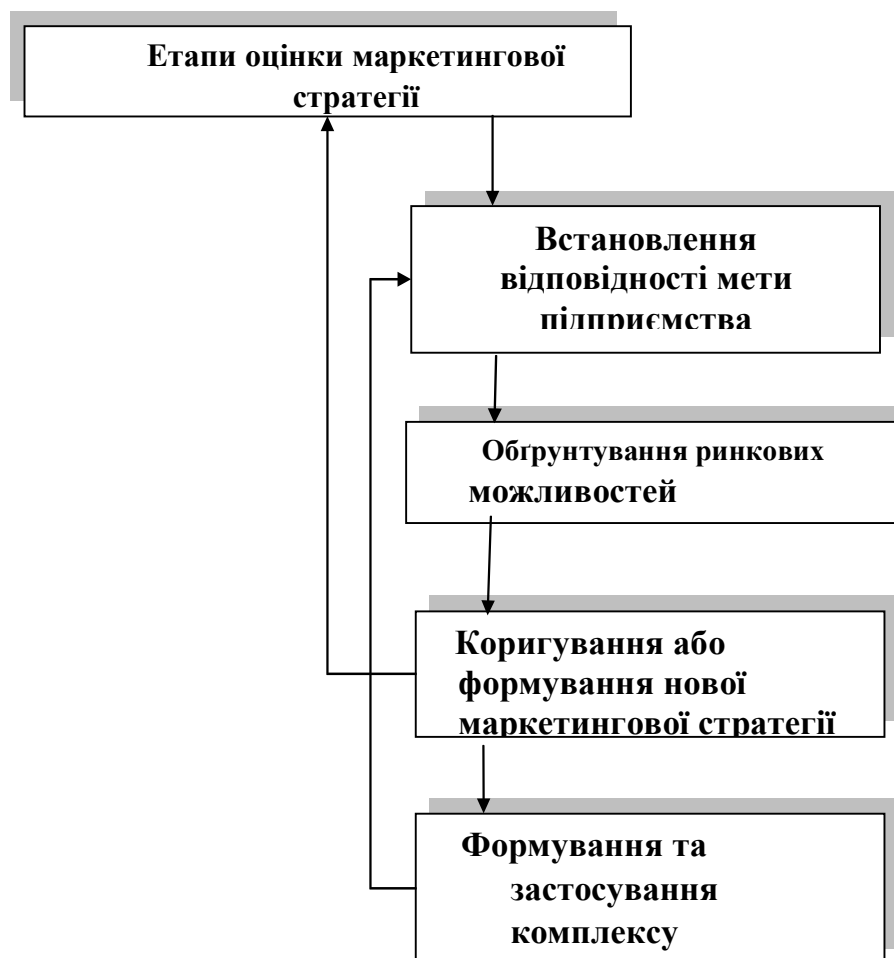 Етапи оцінки маркетингової
стратегії
Встановлення
відповідності мети
підприємства
Обґрунтування ринкових
можливостей
Коригування або
формування нової
маркетингової стратегії
Формування та
застосування
комплексу